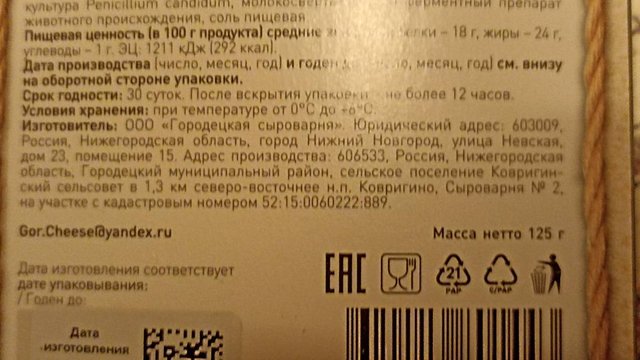 культура Penicillium candidum, ферментный препарат
животного происхождения, соль пищевая
Пищевая ценность (в 100 г продукта) средние – 18 г, жиры – 24 г,
углеводы – 1 г. ЭЦ: 1211 кДж (292 ккал).
Дата производства (число, месяц, год) и годен месяц, год) см. внизу
на оборотной стороне упаковки.
Срок годности: 30 суток. После вскрытия упаковки не более 12 часов.
Условия хранения: при температуре от 0°С до +6°С.
Изготовитель: ООО «Городецкая сыроварня». Юридический адрес: 603009,
Россия, Нижегородская область, город Нижний Новгород, улица Невская,
дом 23, помещение 15. Адрес производства: 606533, Россия, Нижегородская
область, Городецкий муниципальный район, сельское поселение Ковригин-
ский сельсовет в 1,3 км северо-восточнее н.п. Ковригино, Сыроварня № 2,
на участке с кадастровым номером 52:15:0060222:889.
Gor.Cheese@yandex.ru
Масса нетто 125 г
EAC
21
PAP
C/PAP
Дата изготовления соответствует
дате упаковывания:
/ Годен до:
Дата
изготовления